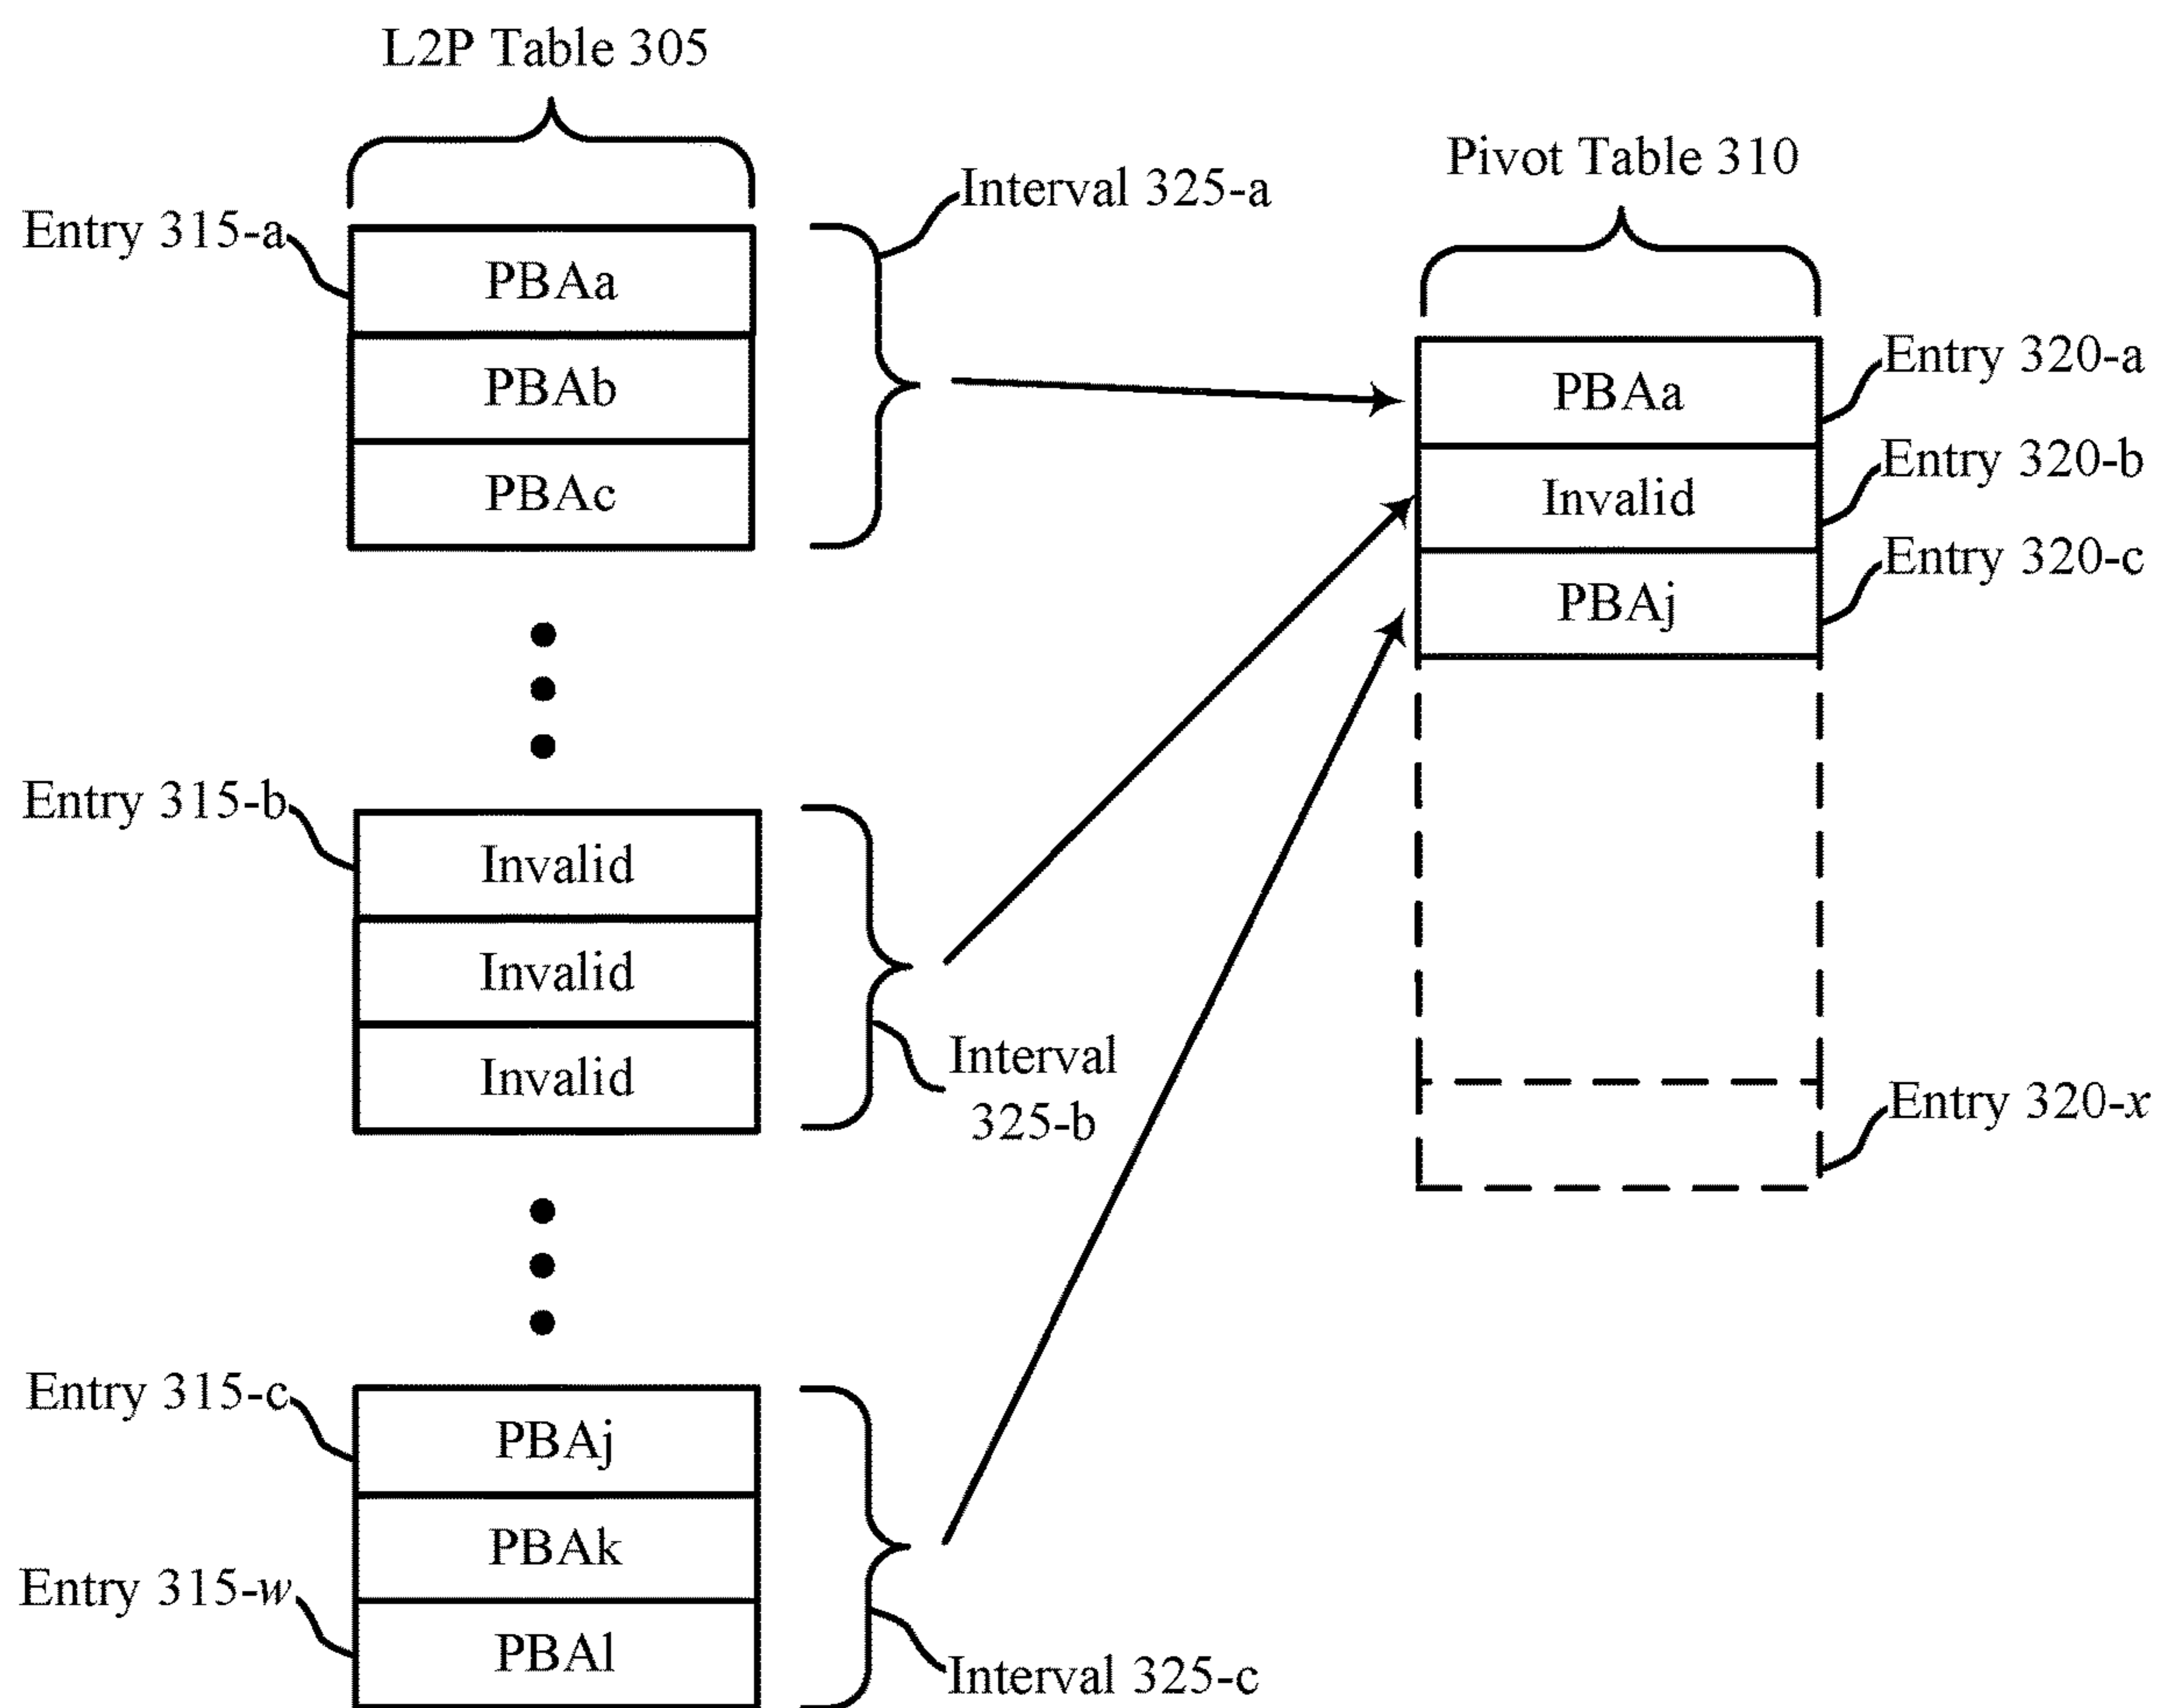 L2P Table 305
Pivot Table 310
Interval 325-a
Entry 315-a
PBAa
PBAb
PBAc
Entry 320-a
PBAa
Entry 320-b
Invalid
Entry 320-c
PBAj
Entry 315-b
Invalid
Invalid
Invalid
Interval
325-b
Entry 320-x
Entry 315-c
PBAj
PBAk
Entry 315-w
PBAl
Interval 325-c